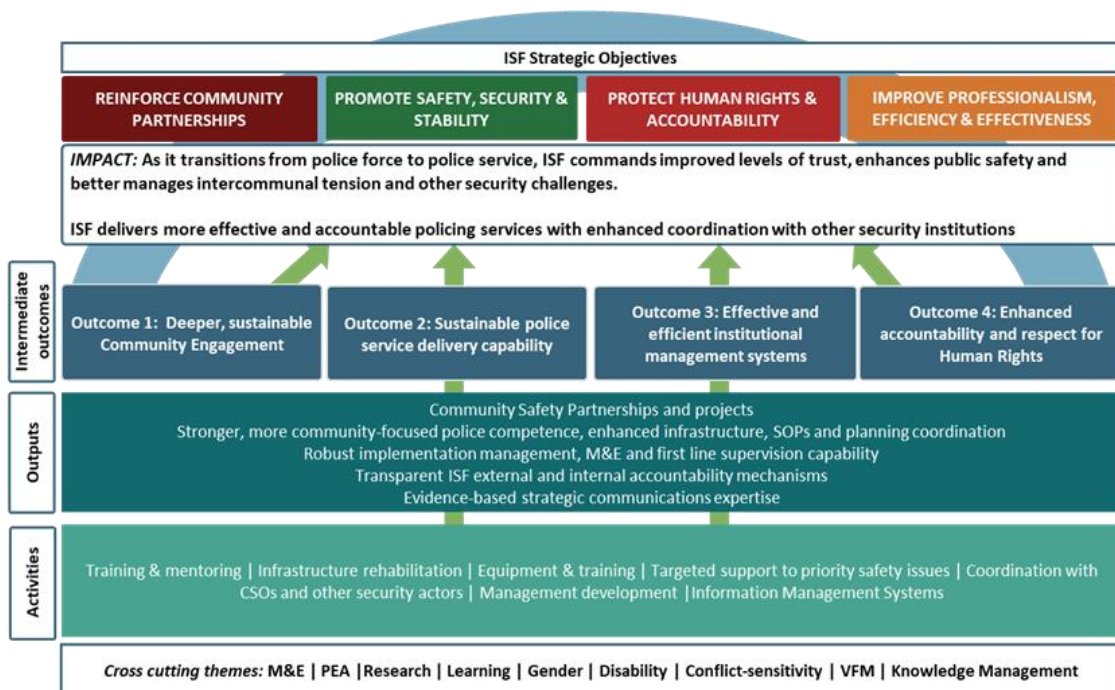 ISF Strategic Objectives
REINFORCE COMMUNITY
PARTNERSHIPS
PROMOTE SAFETY, SECURITY &
STABILITY
PROTECT HUMAN RIGHTS &
ACCOUNTABILITY
IMPROVE PROFESSIONALISM,
EFFICIENCY & EFFECTIVENESS
IMPACT: As it transitions from police force to police service, ISF commands improved levels of trust, enhances public safety and
better manages intercommunal tension and other security challenges.
ISF delivers more effective and accountable policing services with enhanced coordination with other security institutions
Intermediate
outcomes
Outcome 1:  Deeper, sustainable
Community Engagement
Outcome 2: Sustainable police
service delivery capability
Outcome 3: Effective and
efficient institutional
management systems
Outcome 4: Enhanced
accountability and respect for
Human Rights
Outputs
Community Safety Partnerships and projects
Stronger, more community-focused police competence, enhanced infrastructure, SOPs and planning coordination
Robust implementation management, M&E and first line supervision capability
Transparent ISF external and internal accountability mechanisms
Evidence-based strategic communications expertise
Activities
Training & mentoring | Infrastructure rehabilitation | Equipment & training | Targeted support to priority safety issues | Coordination with
CSOs and other security actors | Management development |Information Management Systems
Cross cutting themes: M&E | PEA |Research | Learning | Gender | Disability | Conflict-sensitivity | VFM | Knowledge Management